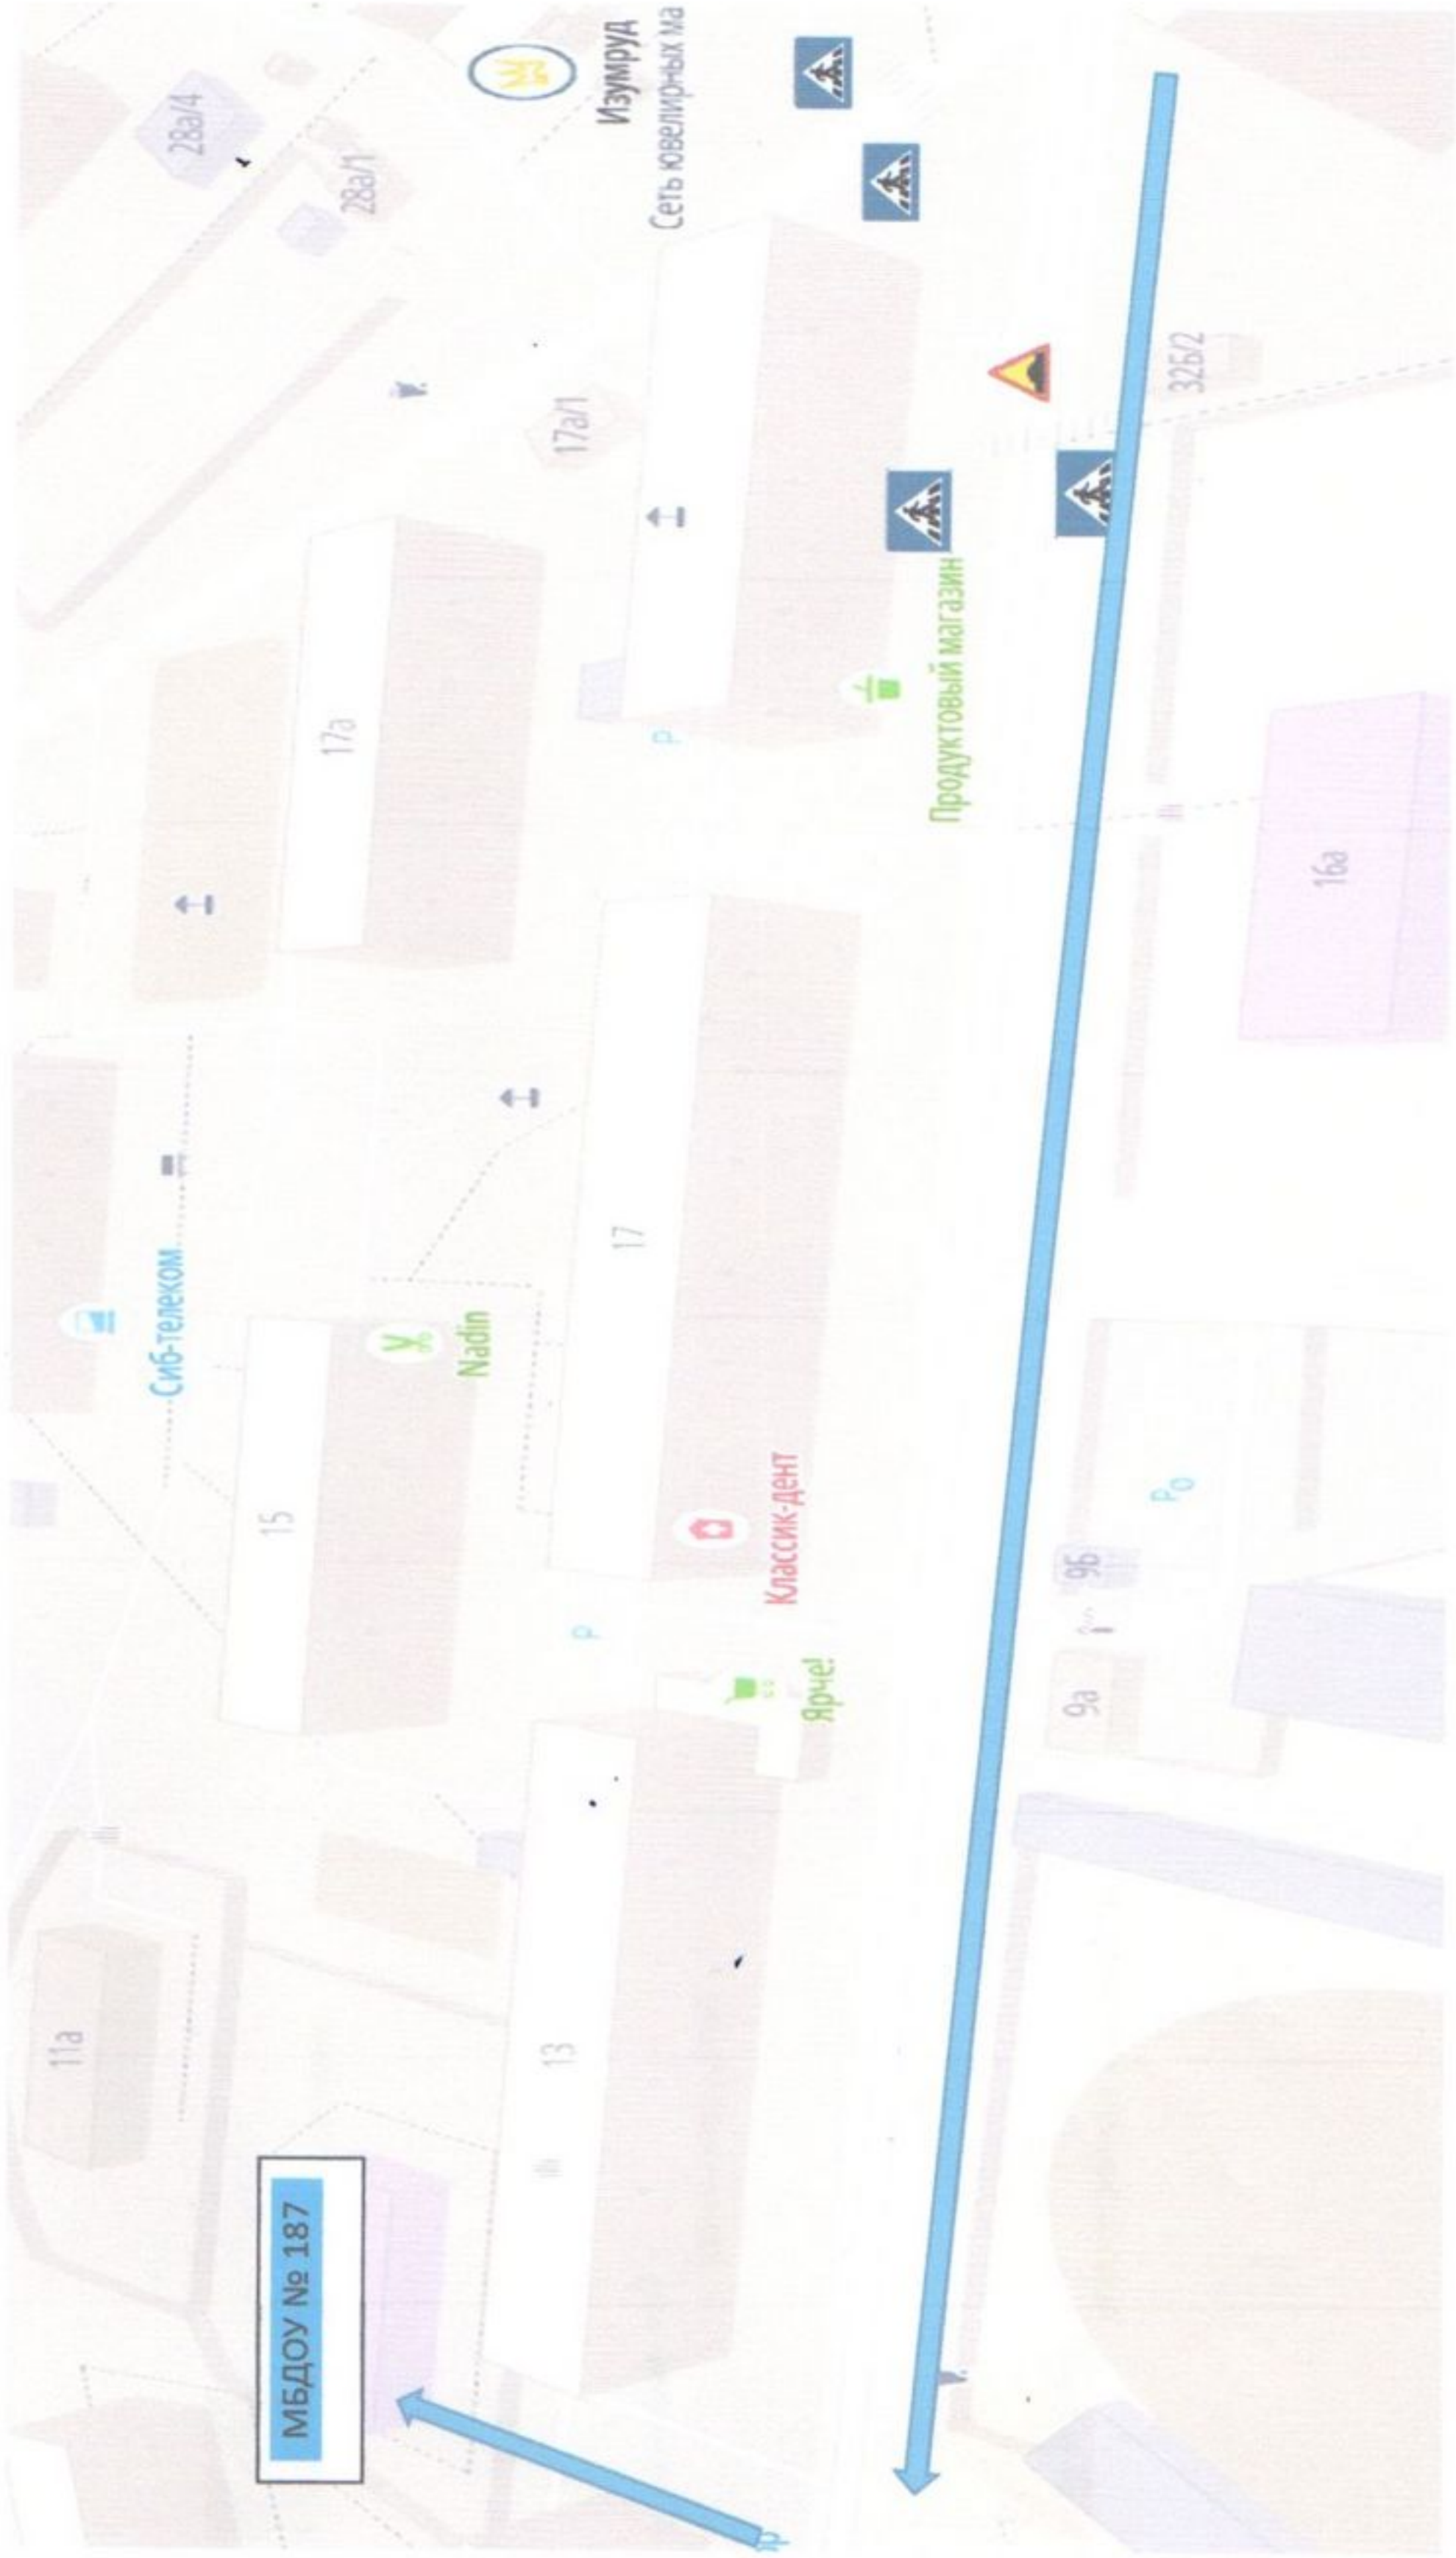 11а
Сиб-телеком
28а/4
15
МБДОУ № 187
17а
28а/1
Nadin
13
17а/1
P
Изумруд
Сеть ювелирных ма
17
P
Классик-дент
Ярче!
Продуктовый магазин
9а
9Б
Po
32Б/2
16а